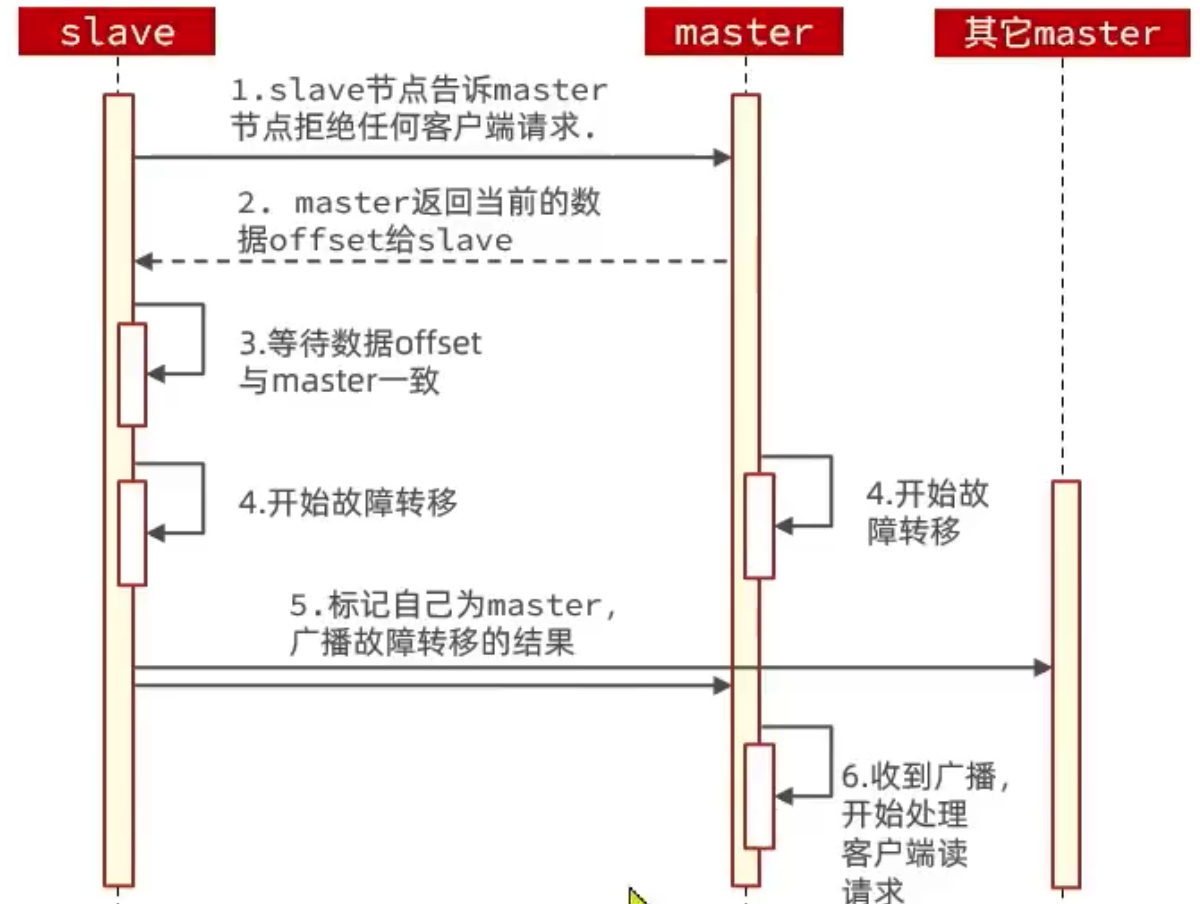 slave
master
其它master
1.slave节点告诉master
节点拒绝任何客户端请求.
2. master返回当前的数
据offset给slave
3.等待数据offset
与master一致
4.开始故障转移
4.开始故
障转移
5.标记自己为master,
广播故障转移的结果
6.收到广播,
开始处理
客户端读
请求